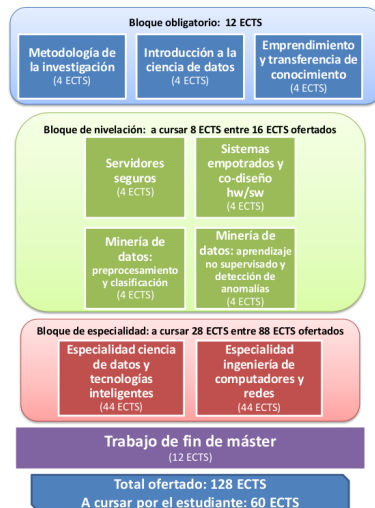 Bloque obligatorio: 12 ECTS
Metodología de
la investigación
(4 ECTS)
Introducción a la
ciencia de datos
(4 ECTS)
Emprendimiento
y transferencia de
conocimiento
(4 ECTS)
Bloque de nivelación: a cursar 8 ECTS entre 16 ECTS ofertados
Servidores
seguros
(4 ECTS)
Sistemas
empotrados y
co-diseño
hw/sw
(4 ECTS)
Minería de
datos:
preprocesamiento
y clasificación
(4 ECTS)
Minería de
datos: aprendizaje
no supervisado y
detección de
anomalías
(4 ECTS)
Bloque de especialidad: a cursar 28 ECTS entre 88 ECTS ofertados
Especialidad ciencia
de datos y
tecnologías
inteligentes
(44 ECTS)
Especialidad
ingeniería de
computadores y
redes
(44 ECTS)
Trabajo de fin de máster
(12 ECTS)
Total ofertado: 128 ECTS
A cursar por el estudiante: 60 ECTS